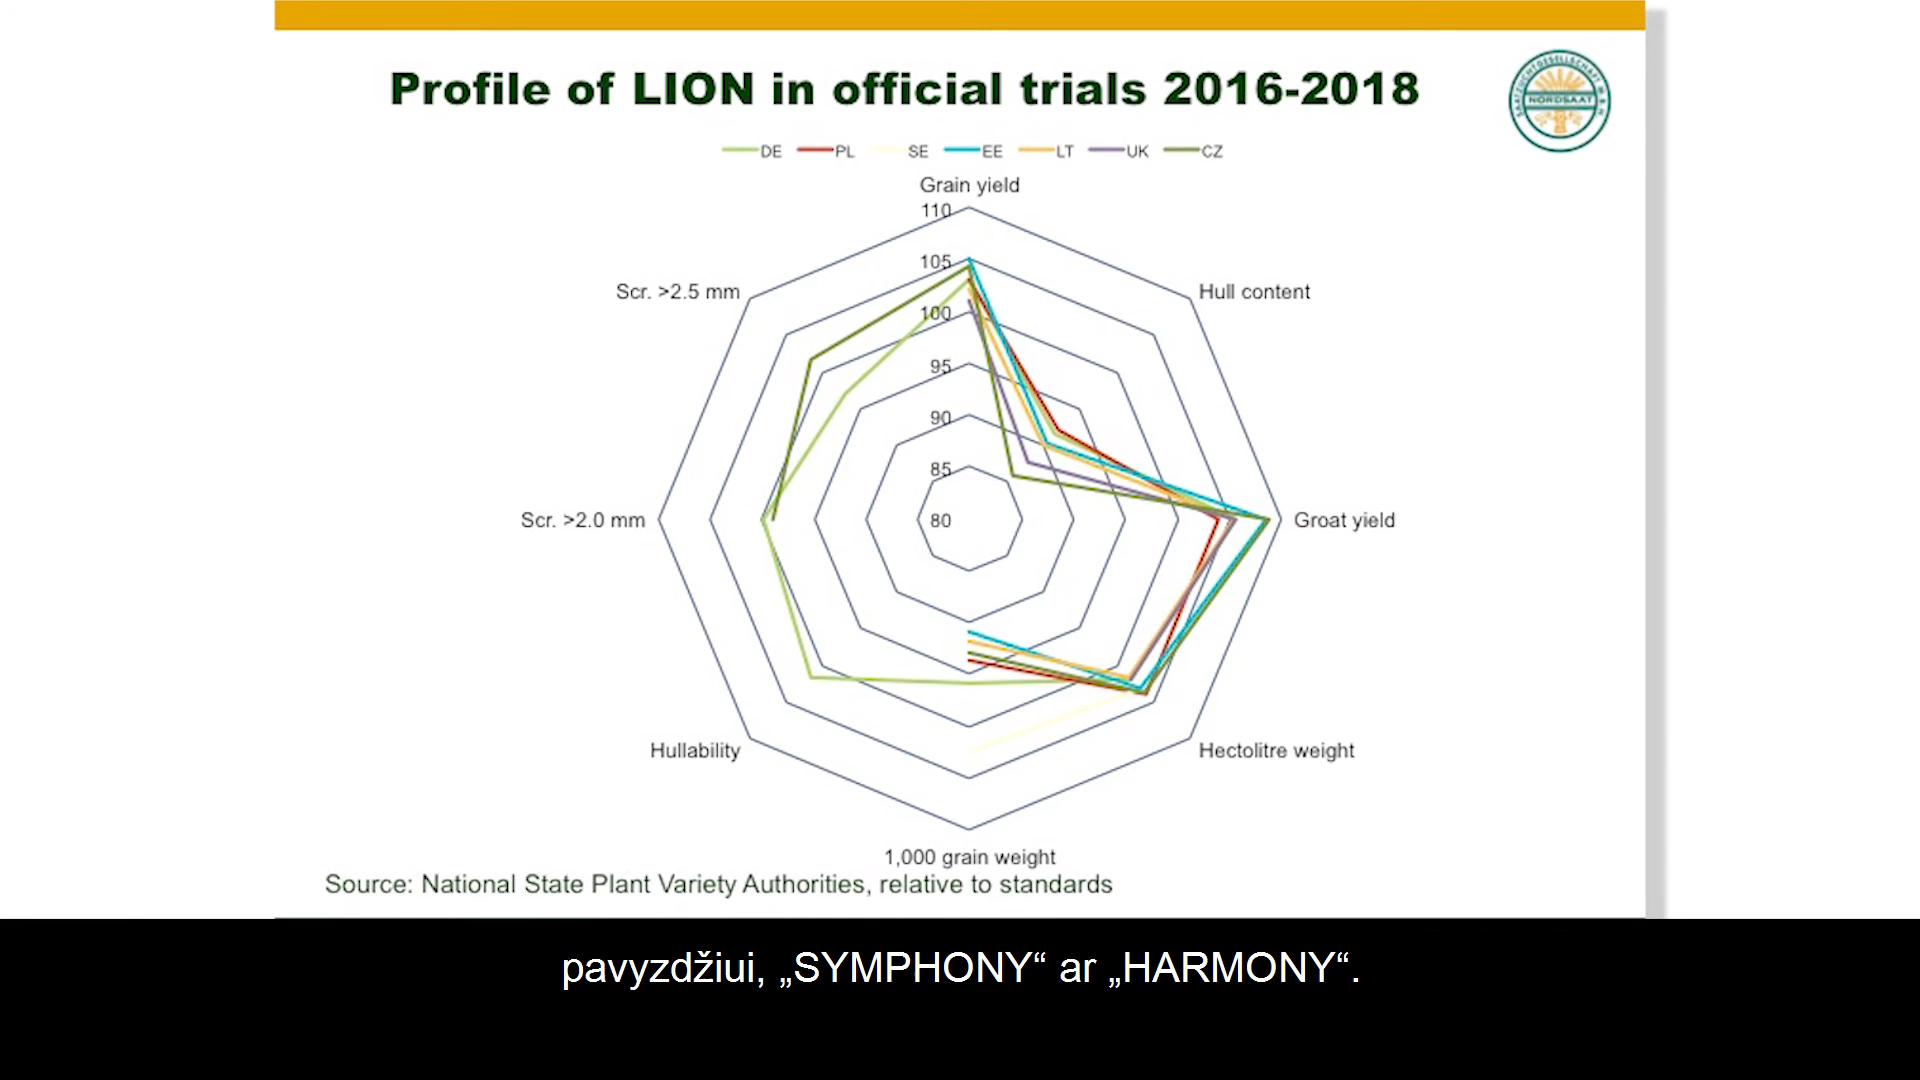 Profile of LION in official trials 2016-2018
SAATZUCHTGESELLSCHAFT M.B.H.
NORDSAAT
DE PL SE EE LT UK CZ
Grain yield
110
105
100
95
90
85
80
Scr. >2.5 mm
Hull content
Scr. >2.0 mm
Groat yield
Hullability
Hectolitre weight
1,000 grain weight
Source: National State Plant Variety Authorities, relative to standards
pavyzdžiui, „SYMPHONY“ ar „HARMONY“.